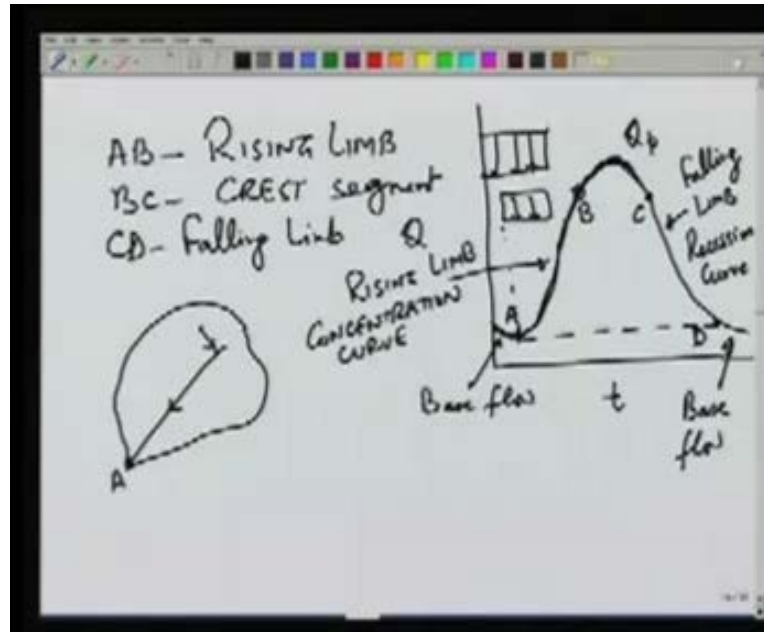 AB - RISING LIMB
BC - CREST segment
CD - Falling Limb
Q
RISING LIMB
CONCENTRATION
CURVE
A
B
Qp
C
Falling
Limb
Recession
Curve
D
Base flow
t
Base
flow
A